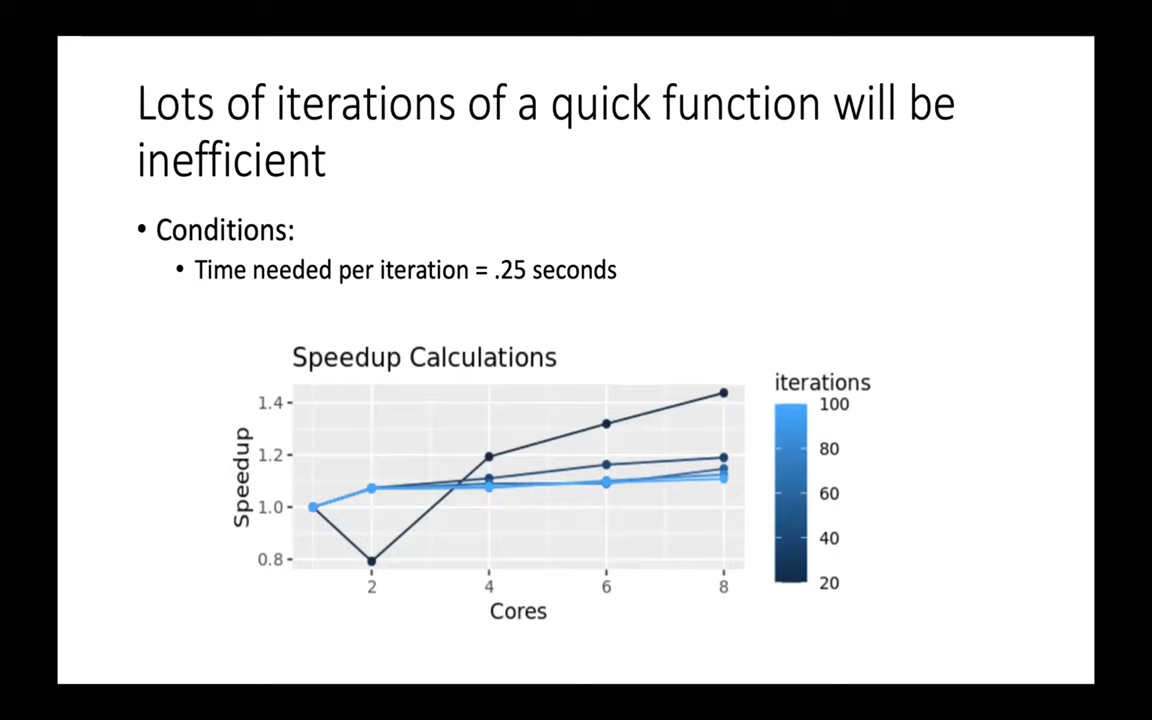 Lots of iterations of a quick function will be
inefficient
• Conditions:
• Time needed per iteration = .25 seconds
Speedup Calculations
iterations
100
80
60
40
20
Speedup
1.4
1.2
1.0
0.8
2 4 6 8
Cores